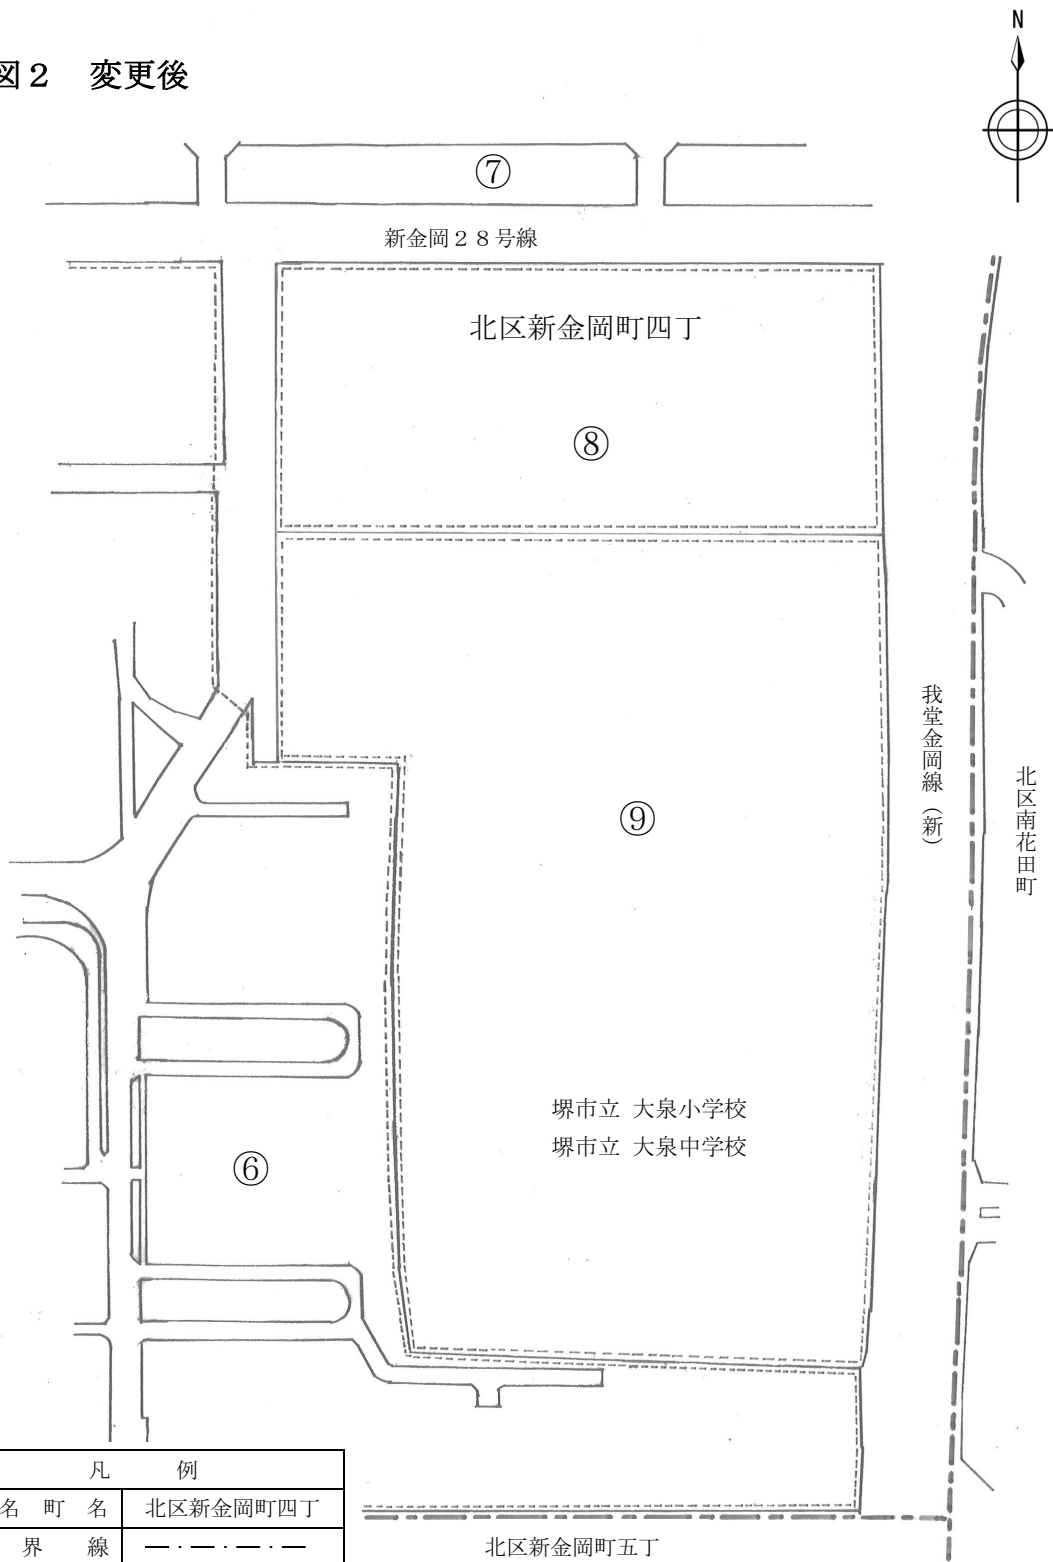 N
図２　変更後
⑦
新金岡２８号線
北区新金岡町四丁
⑧
我堂金岡線（新）
北区南花田町
⑨
堺市立 大泉小学校
堺市立 大泉中学校
⑥
凡　例
名 町 名　北区新金岡町四丁
界　線
北区新金岡町五丁